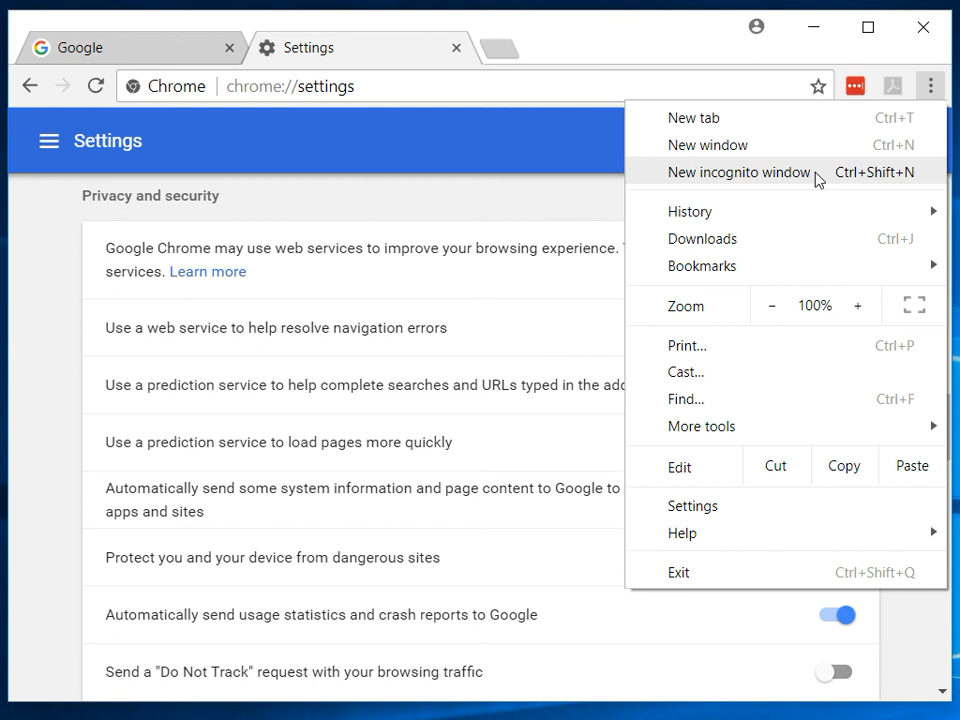 Google
Settings
Chrome chrome://settings
Settings
Privacy and security
Google Chrome may use web services to improve your browsing experience.
services. Learn more
Use a web service to help resolve navigation errors
Use a prediction service to help complete searches and URLs typed in the
Use a prediction service to load pages more quickly
Automatically send some system information and page content to Google to
apps and sites
Protect you and your device from dangerous sites
Automatically send usage statistics and crash reports to Google
Send a "Do Not Track" request with your browsing traffic
New tab Ctrl+T
New window Ctrl+N
New incognito window Ctrl+Shift+N
History
Downloads Ctrl+J
Bookmarks
Zoom - 100% +
Print... Ctrl+P
Cast...
Find... Ctrl+F
More tools
Edit Cut Copy Paste
Settings
Help
Exit Ctrl+Shift+Q